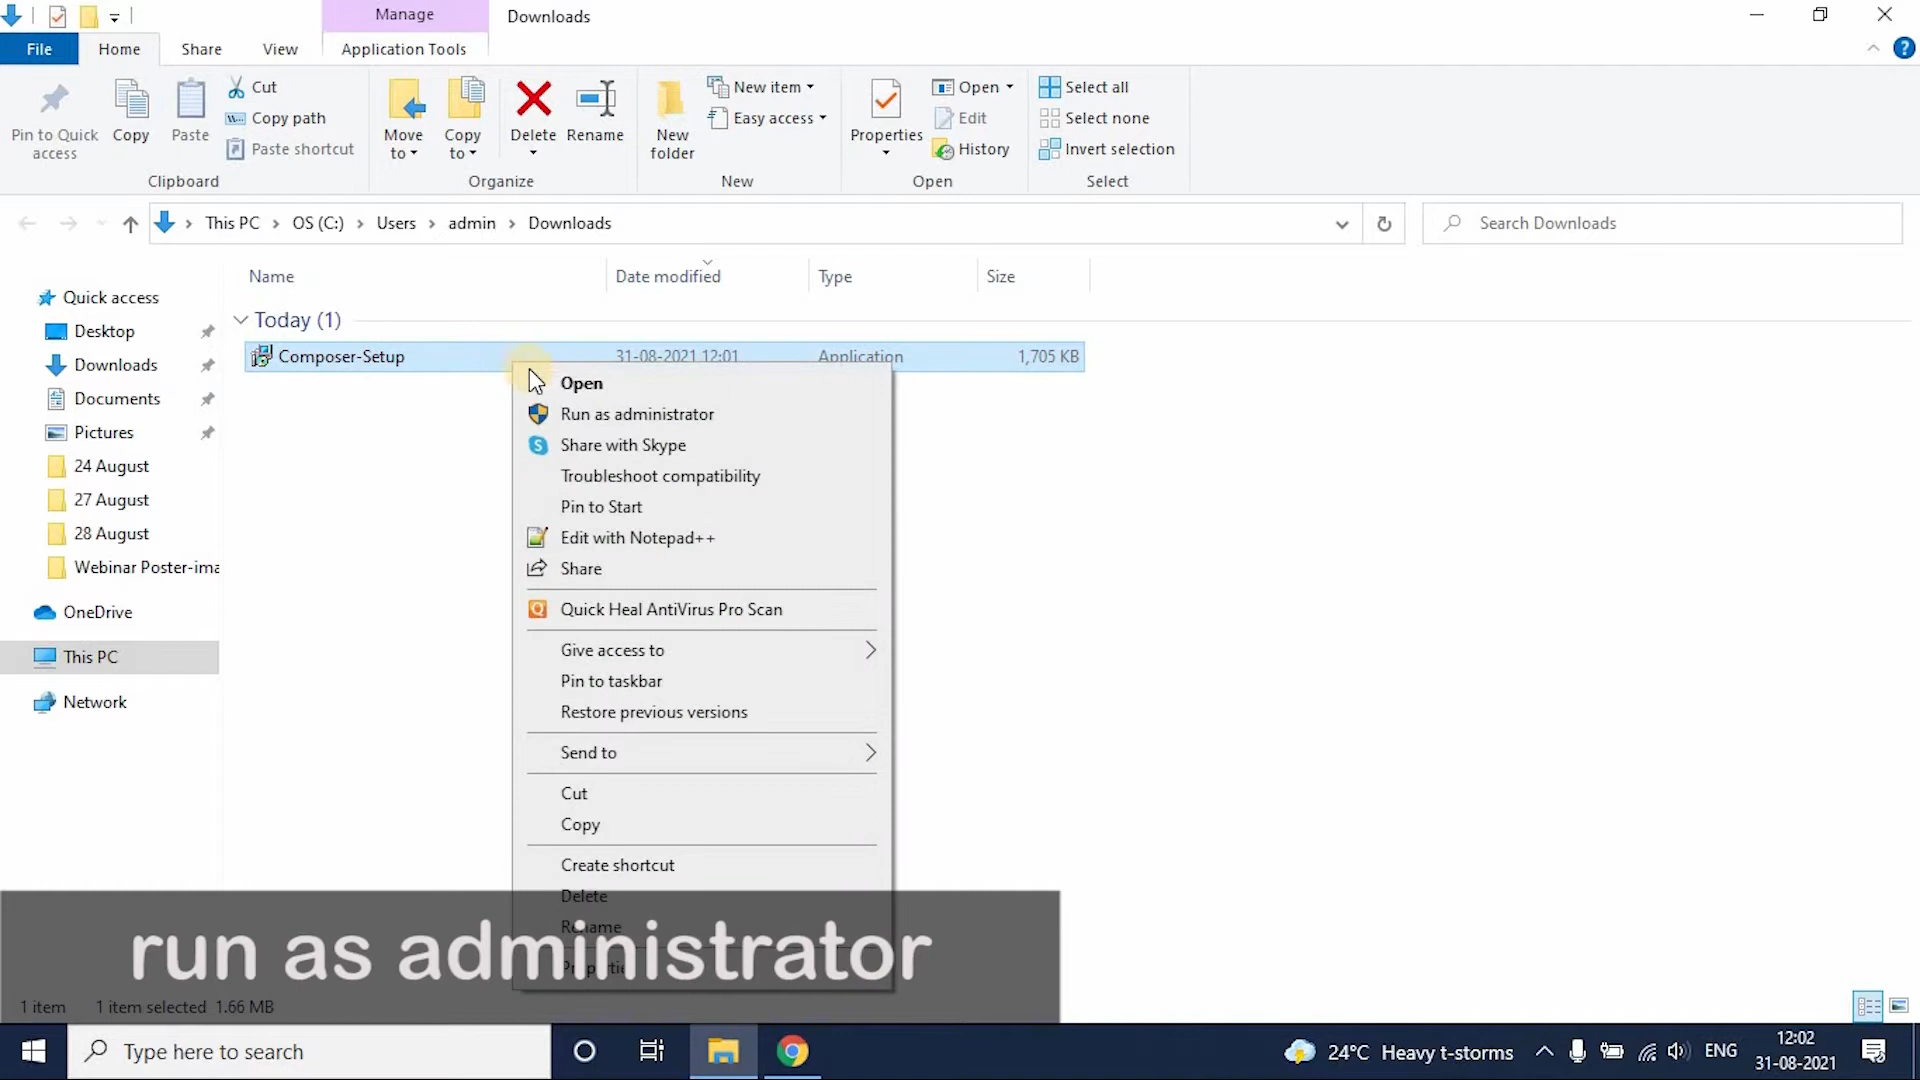 Manage
Downloads
File
Home
Share
View
Application Tools
Pin to Quick access
Copy
Paste
Cut
Copy path
Paste shortcut
Clipboard
Move to
Copy to
Delete
Rename
Organize
New folder
New item
Easy access
New
Properties
Open
Edit
History
Open
Select all
Select none
Invert selection
Select
This PC > OS (C:) > Users > admin > Downloads
Search Downloads
Name
Date modified
Type
Size
Quick access
Desktop
Downloads
Documents
Pictures
24 August
27 August
28 August
Webinar Poster-ima
OneDrive
This PC
Network
Today (1)
Composer-Setup
31-08-2021 12:01
Application
1,705 KB
Open
Run as administrator
Share with Skype
Troubleshoot compatibility
Pin to Start
Edit with Notepad++
Share
Quick Heal AntiVirus Pro Scan
Give access to
Pin to taskbar
Restore previous versions
Send to
Cut
Copy
Create shortcut
Delete
Rename
run as administrator
1 item
1 item selected 1.66 MB
Type here to search
24°C Heavy t-storms
ENG
12:02
31-08-2021